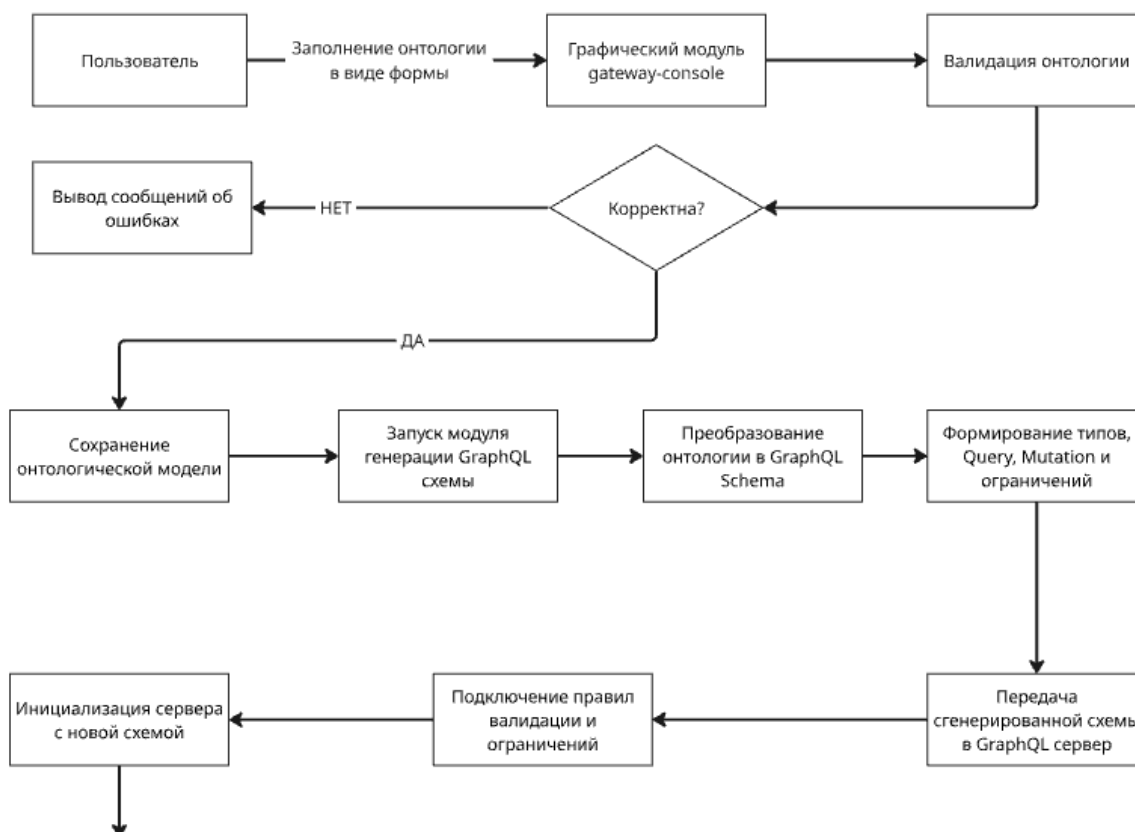 Пользователь
Заполнение онтологии
в виде формы
Графический модуль
gateway-console
Валидация онтологии
Вывод сообщений об
ошибках
НЕТ
Корректна?
ДА
Сохранение
онтологической модели
Запуск модуля
генерации GraphQL
схемы
Преобразование
онтологии в GraphQL
Schema
Формирование типов,
Query, Mutation и
ограничений
Инициализация сервера
с новой схемой
Подключение правил
валидации и
ограничений
Передача
сгенерированной схемы
в GraphQL сервер